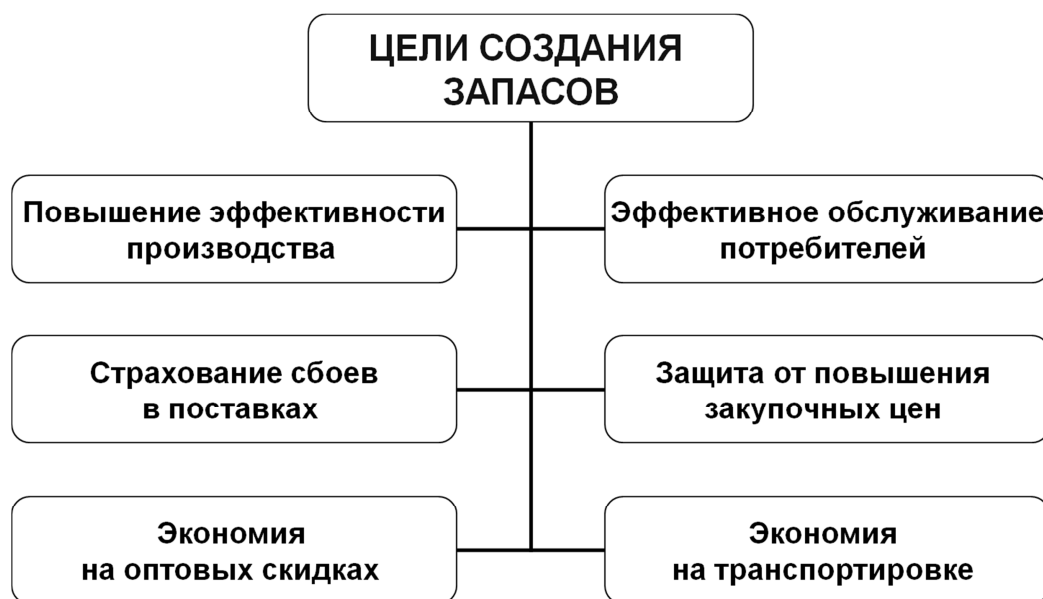 ЦЕЛИ СОЗДАНИЯ
ЗАПАСОВ
Повышение эффективности
производства
Эффективное обслуживание
потребителей
Страхование сбоев
в поставках
Защита от повышения
закупочных цен
Экономия
на оптовых скидках
Экономия
на транспортировке